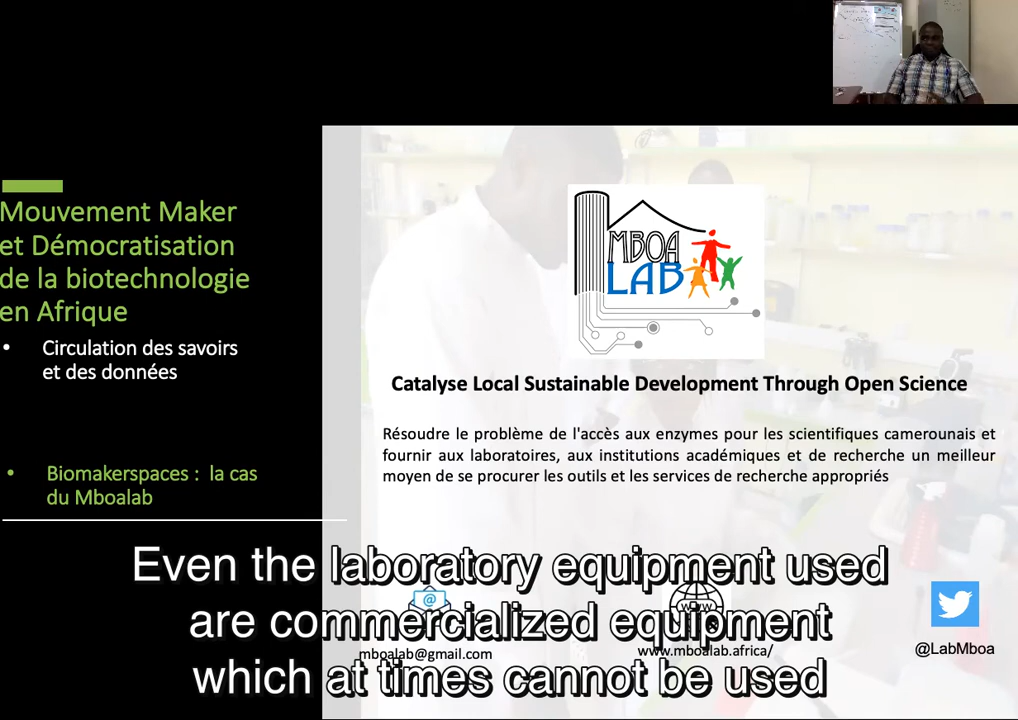 Mouvement Maker
et Démocratisation
de la biotechnologie
en Afrique
• Circulation des savoirs
et des données
• Biomakerspaces : la cas
du Mboalab
MBOA
LAB
Catalyse Local Sustainable Development Through Open Science
Résoudre le problème de l'accès aux enzymes pour les scientifiques camerounais et
fournir aux laboratoires, aux institutions académiques et de recherche un meilleur
moyen de se procurer les outils et les services de recherche appropriés
@
www
mboalab@gmail.com
www.mboalab.africa/
@LabMboa
Even the laboratory equipment used
are commercialized equipment
which at times cannot be used